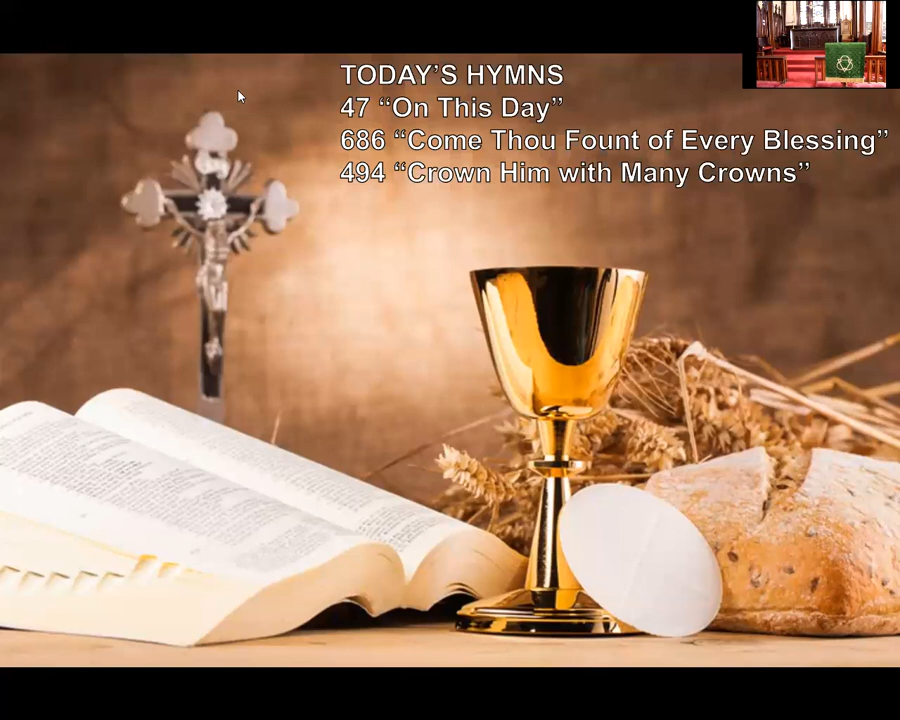 TODAY’S HYMNS
47 “On This Day”
686 “Come Thou Fount of Every Blessing”
494 “Crown Him with Many Crowns”